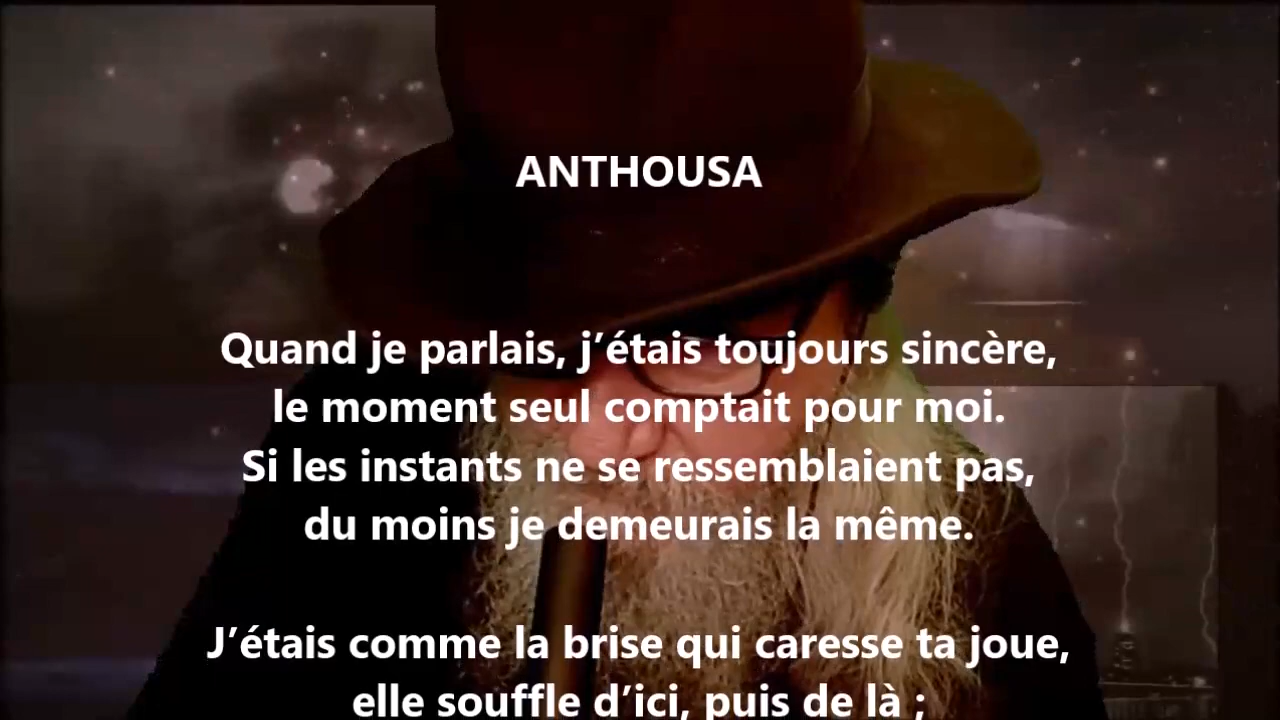 ANTHOUSA
Quand je parlais, j’étais toujours sincère,
le moment seul comptait pour moi.
Si les instants ne se ressemblaient pas,
du moins je demeurais la même.
J’étais comme la brise qui caresse ta joue,
elle souffle d’ici, puis de là ;